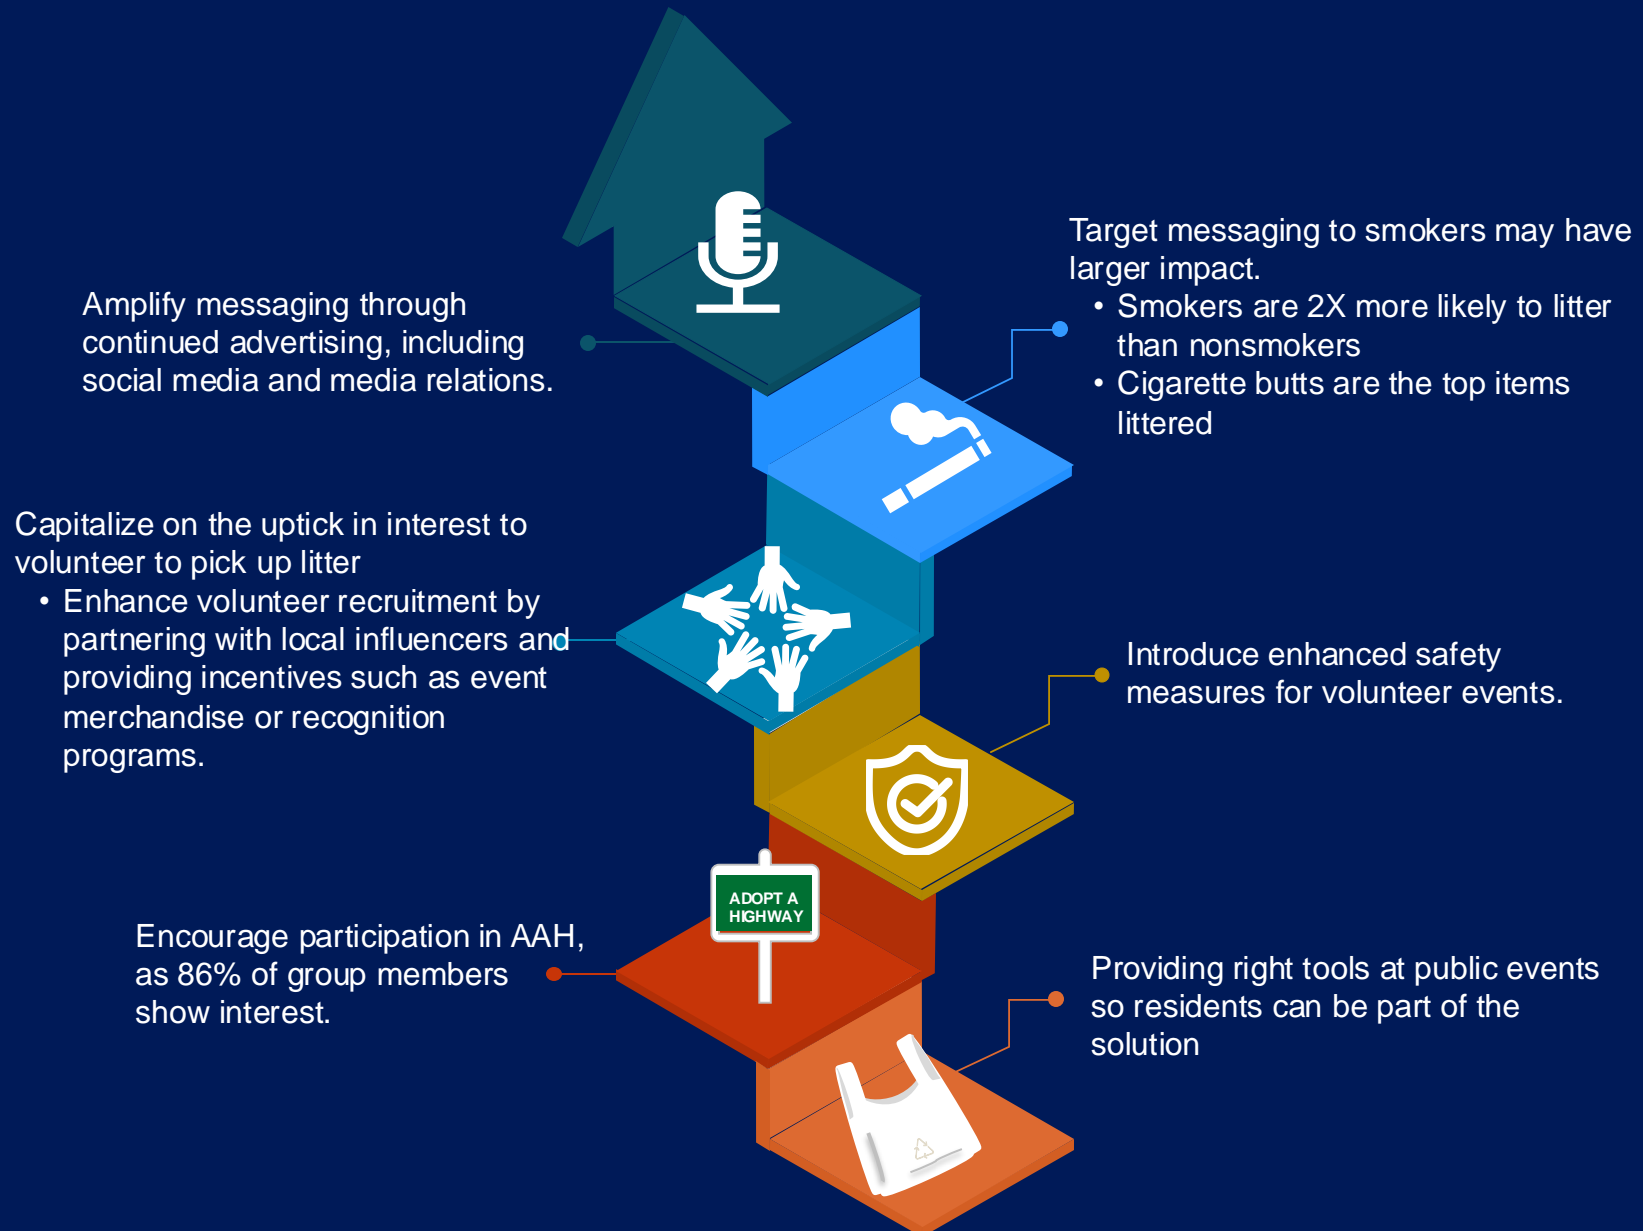 Amplify messaging through
continued advertising, including
social media and media relations.
Target messaging to smokers may have
larger impact.
• Smokers are 2X more likely to litter
than nonsmokers
• Cigarette butts are the top items
littered
Capitalize on the uptick in interest to
volunteer to pick up litter
• Enhance volunteer recruitment by
partnering with local influencers and
providing incentives such as event
merchandise or recognition
programs.
Introduce enhanced safety
measures for volunteer events.
ADOPT A
HIGHWAY
Encourage participation in AAH,
as 86% of group members
show interest.
Providing right tools at public events
so residents can be part of the
solution